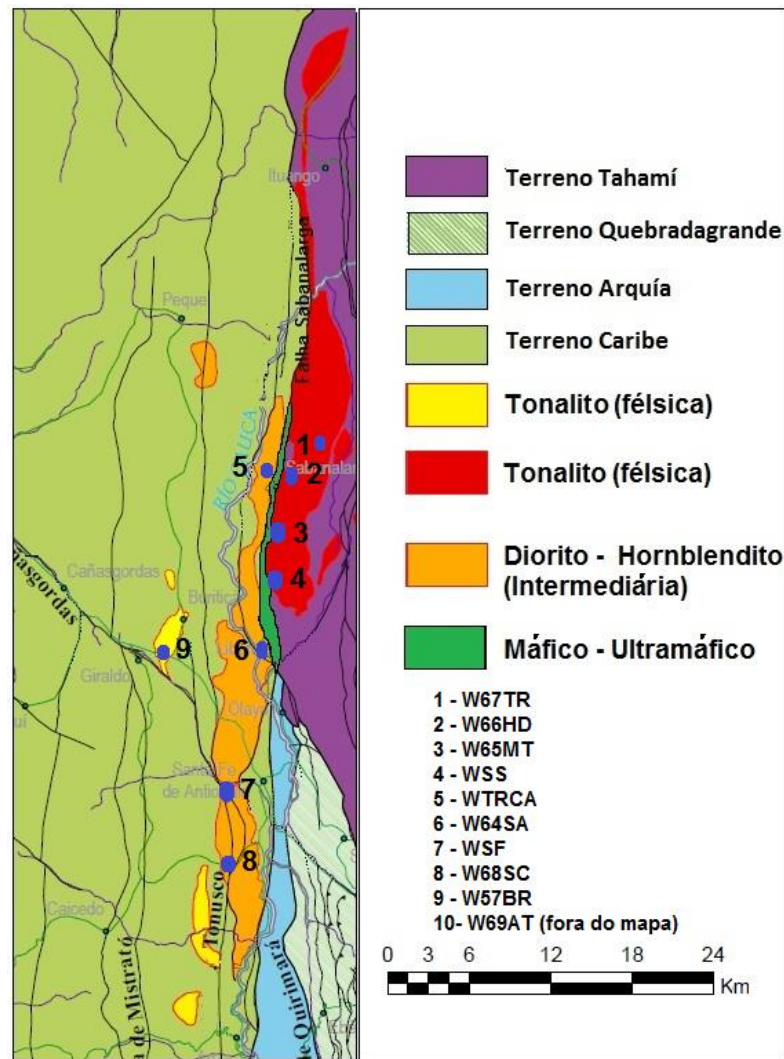 Ituango
Falha Sabanalarga
Peque
1
5
2
3
Cañasgordas
4
9
6
Giraldo
7
8
Tonusco
Caicedo
Terreno Tahamí
Terreno Quebradagrande
Terreno Arquía
Terreno Caribe
Tonalito (félsica)
Tonalito (félsica)
Diorito - Hornblendito
(Intermediária)
Máfico - Ultramáfico
1 - W67TR
2 - W66HD
3 - W65MT
4 - WSS
5 - WTRCA
6 - W64SA
7 - WSF
8 - W68SC
9 - W57BR
10- W69AT (fora do mapa)
0 3 6 12 18 24
Km